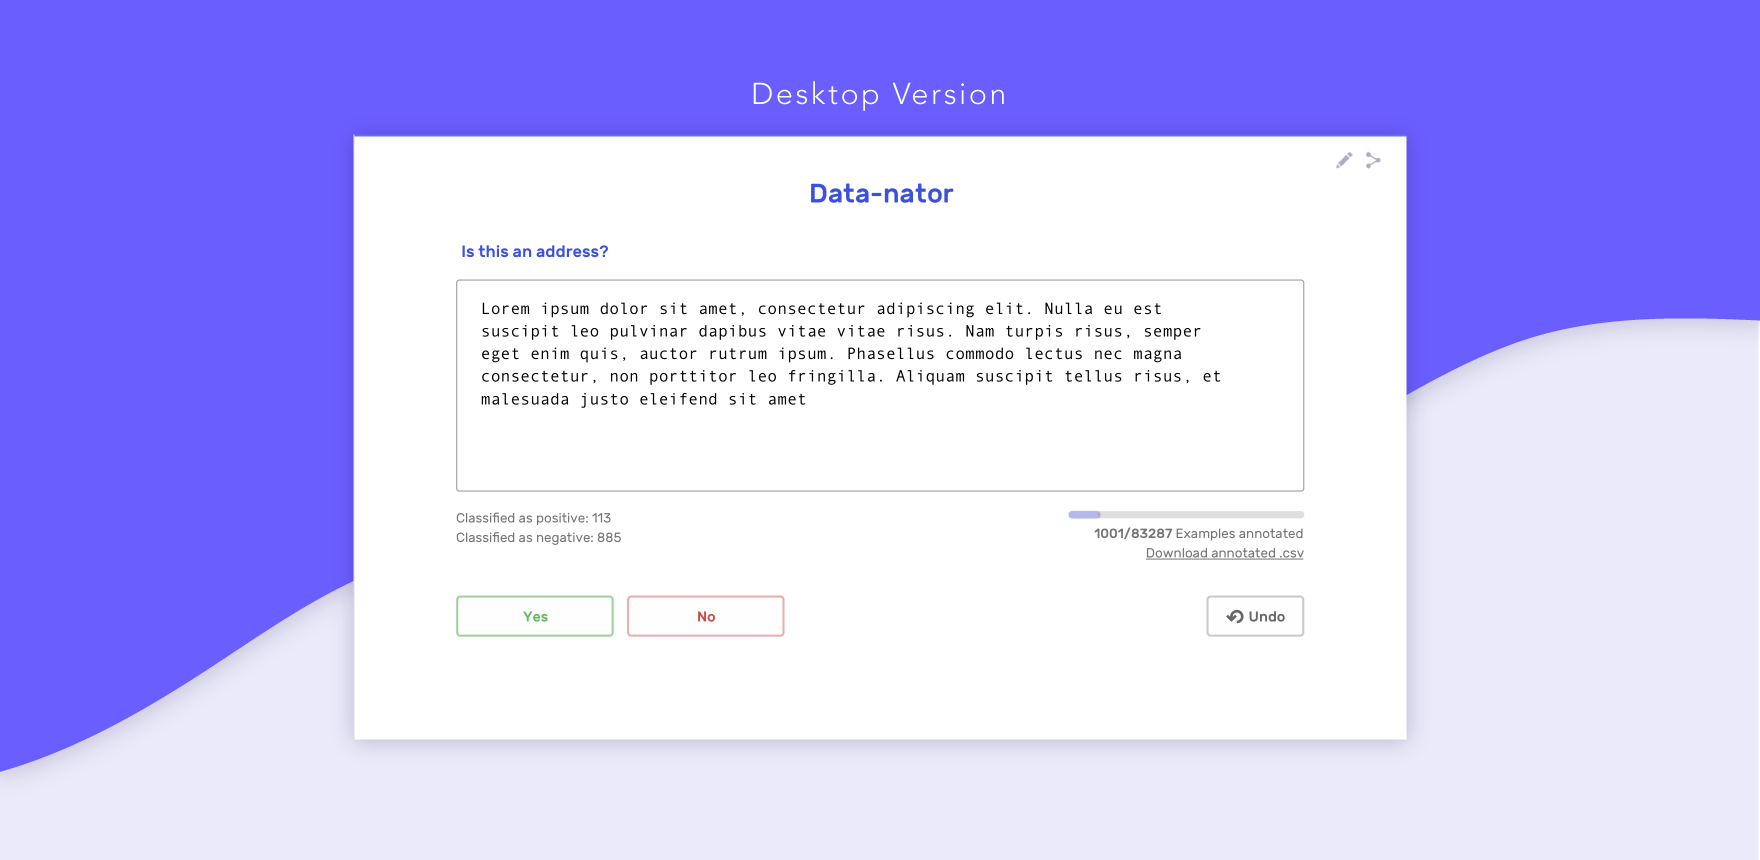 Desktop Version
Data-nator
Is this an address?
Lorem ipsum dolor sit amet, consectetur adipiscing elit. Nulla eu est
suscipit leo pulvinar dapibus vitae vitae risus. Nam turpis risus, semper
eget enim quis, auctor rutrum ipsum. Phasellus commodo lectus nec magna
consectetur, non porttitor leo fringilla. Aliquam suscipit tellus risus, et
malesuada justo eleifend sit amet
Classified as positive: 113
Classified as negative: 885
1001/83287 Examples annotated
Download annotated .csv
Yes
No
Undo